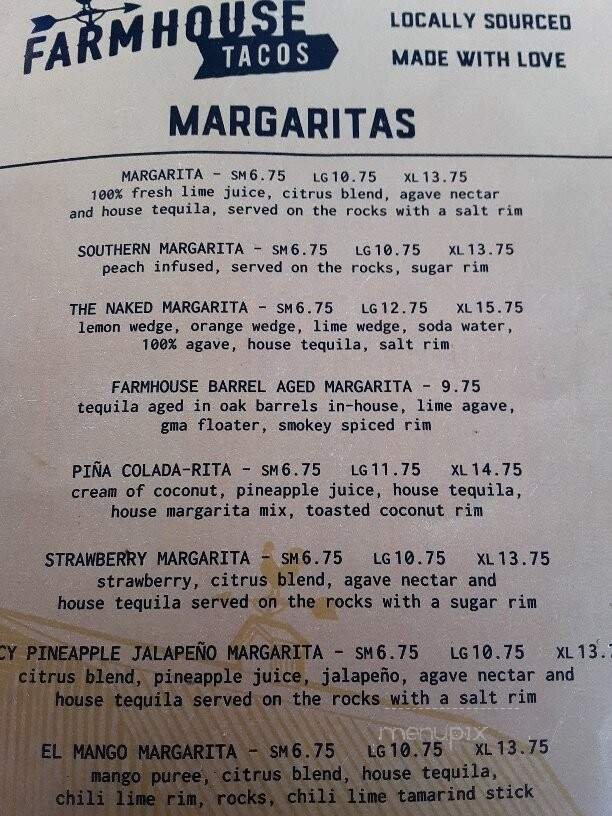 FARMHOUSE
TACOS
LOCALLY SOURCED
MADE WITH LOVE
MARGARITAS
MARGARITA - SM 6.75 LG 10.75 XL 13.75
100% fresh lime juice, citrus blend, agave nectar
and house tequila, served on the rocks with a salt rim
SOUTHERN MARGARITA - SM 6.75 LG 10.75 XL 13.75
peach infused, served on the rocks, sugar rim
THE NAKED MARGARITA - SM 6.75 LG 12.75 XL 15.75
lemon wedge, orange wedge, lime wedge, soda water,
100% agave, house tequila, salt rim
FARMHOUSE BARREL AGED MARGARITA - 9.75
tequila aged in oak barrels in-house, lime agave,
gma floater, smokey spiced rim
PIÑA COLADA-RITA - SM 6.75 LG 11.75 XL 14.75
cream of coconut, pineapple juice, house tequila,
house margarita mix, toasted coconut rim
STRAWBERRY MARGARITA - SM 6.75 LG 10.75 XL 13.75
strawberry, citrus blend, agave nectar and
house tequila served on the rocks with a sugar rim
CY PINEAPPLE JALAPEÑO MARGARITA - SM 6.75 LG 10.75 XL 13.7
citrus blend, pineapple juice, jalapeño, agave nectar and
house tequila served on the rocks with a salt rim
menupix
EL MANGO MARGARITA - SM 6.75 LG 10.75 XL 13.75
mango puree, citrus blend, house tequila,
chili lime rim, rocks, chili lime tamarind stick